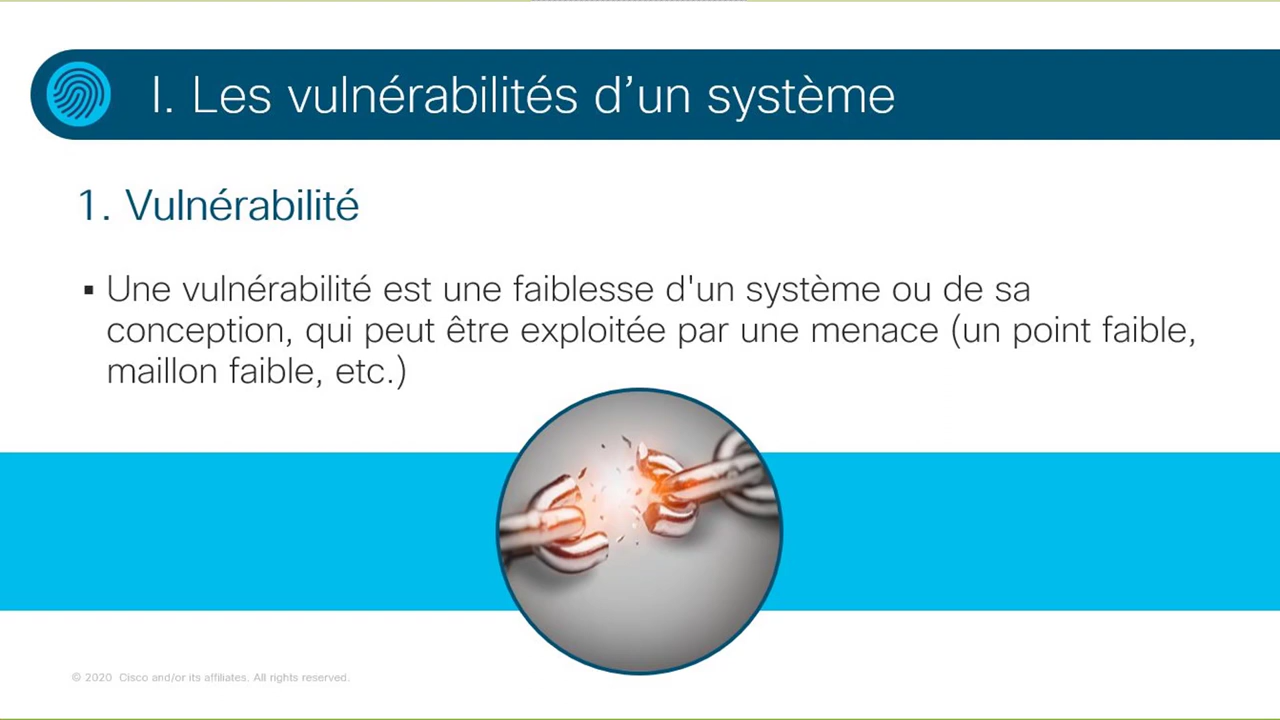 I. Les vulnérabilités d’un système
1. Vulnérabilité
▪ Une vulnérabilité est une faiblesse d'un système ou de sa
conception, qui peut être exploitée par une menace (un point faible,
maillon faible, etc.)
© 2020 Cisco and/or its affiliates. All rights reserved.